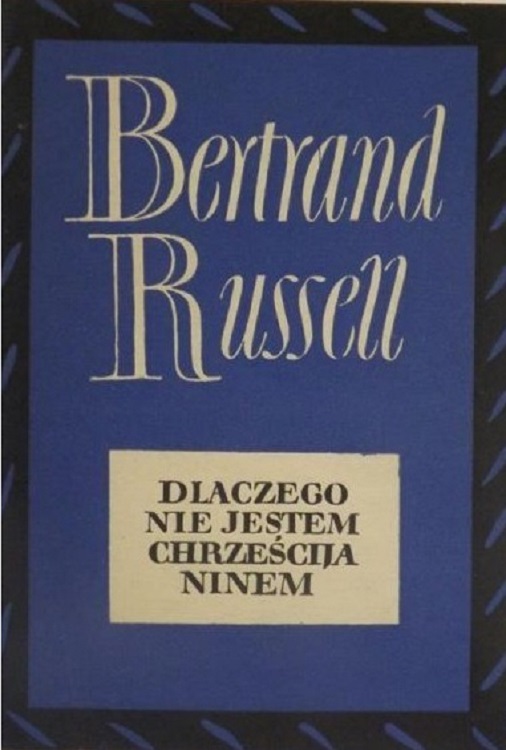 Bertrand
Russell
DLACZEGO
NIE JESTEM
CHRZEŚCIJA
NINEM